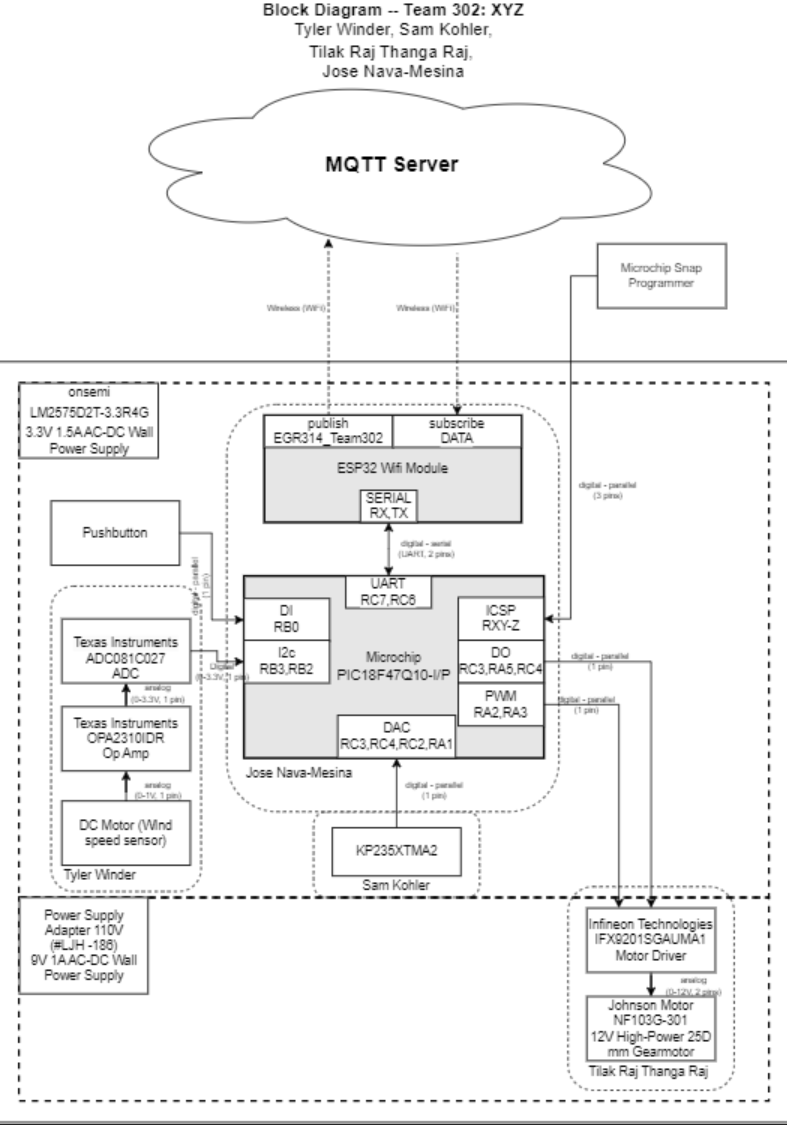 Block Diagram -- Team 302: XYZ
Tyler Winder, Sam Kohler,
Tilak Raj Thanga Raj,
Jose Nava-Mesina
MQTT Server
Microchip Snap
Programmer
Wireless (WiFi)
Wireless (WiFi)
onsemi
LM2575D2T-3.3R4G
3.3V 1.5A AC-DC Wall
Power Supply
publish
EGR314_Team302
subscribe
DATA
ESP32 Wifi Module
SERIAL
RX,TX
digital - parallel
(3 pins)
Pushbutton
digital - serial
(UART, 2 pins)
digital - parallel
(1 pin)
UART
RC7,RC6
DI
RB0
ICSP
RXY-Z
Texas Instruments
ADC081C027
ADC
Digital
(0-3.3V, 1 pin)
I2c
RB3,RB2
Microchip
PIC18F47Q10-I/P
DO
RC3,RA5,RC4
digital - parallel
(1 pin)
analog
(0-3.3V, 1 pin)
PWM
RA2,RA3
digital - parallel
(1 pin)
Texas Instruments
OPA2310IDR
Op Amp
DAC
RC3,RC4,RC2,RA1
Jose Nava-Mesina
analog
(0-1V, 1 pin)
digital - parallel
(1 pin)
DC Motor (Wind
speed sensor)
Tyler Winder
KP235XTMA2
Sam Kohler
Power Supply
Adapter 110V
(#LJH -186)
9V 1A AC-DC Wall
Power Supply
Infineon Technologies
IFX9201SGAUMA1
Motor Driver
analog
(0-12V, 2 pins)
Johnson Motor
NF103G-301
12V High-Power 25D
mm Gearmotor
Tilak Raj Thanga Raj